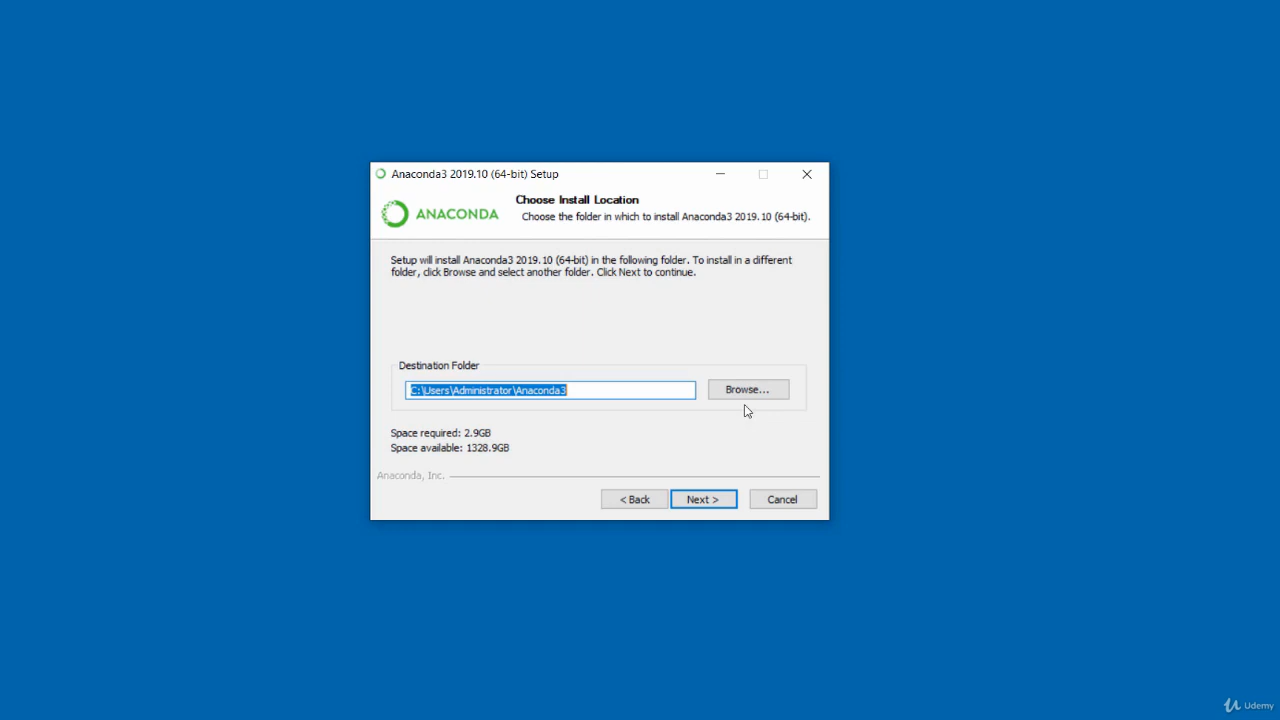 Anaconda3 2019.10 (64-bit) Setup
ANACONDA
Choose Install Location
Choose the folder in which to install Anaconda3 2019.10 (64-bit).
Setup will install Anaconda3 2019.10 (64-bit) in the following folder. To install in a different
folder, click Browse and select another folder. Click Next to continue.
Destination Folder
C:\Users\Administrator\Anaconda3
Browse...
Space required: 2.9GB
Space available: 1328.9GB
Anaconda, Inc.
< Back
Next >
Cancel
Udemy